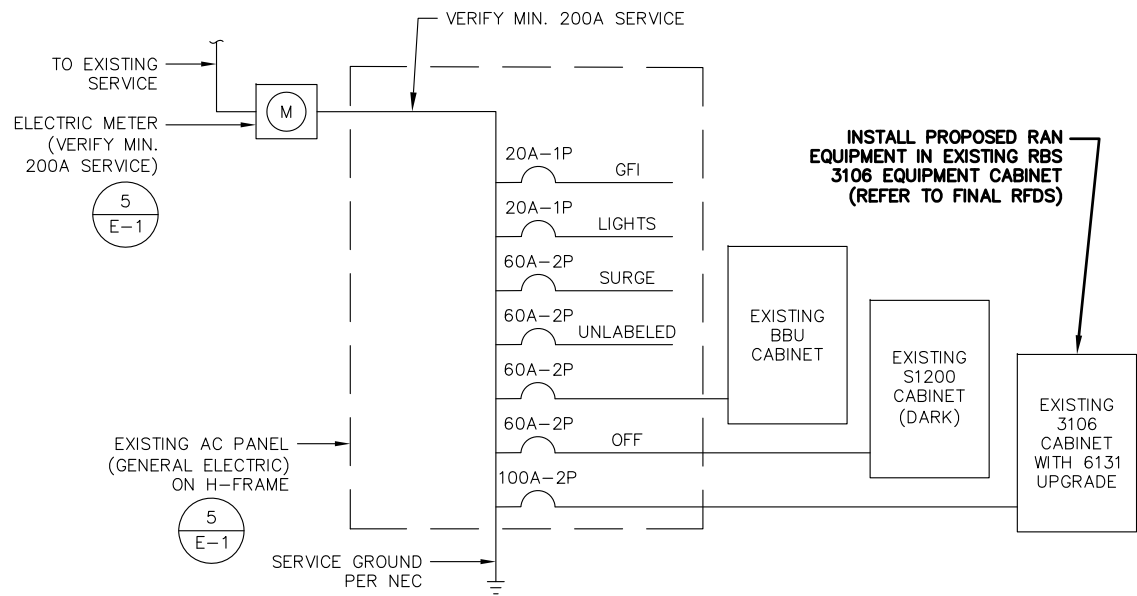 VERIFY MIN. 200A SERVICE
TO EXISTING
SERVICE
M
ELECTRIC METER
(VERIFY MIN.
200A SERVICE)
5
E-1
INSTALL PROPOSED RAN
EQUIPMENT IN EXISTING RBS
3106 EQUIPMENT CABINET
(REFER TO FINAL RFDS)
20A-1P
GFI
20A-1P
LIGHTS
60A-2P
SURGE
60A-2P
UNLABELED
60A-2P
60A-2P
OFF
100A-2P
EXISTING
BBU
CABINET
EXISTING
S1200
CABINET
(DARK)
EXISTING
3106
CABINET
WITH 6131
UPGRADE
EXISTING AC PANEL
(GENERAL ELECTRIC)
ON H-FRAME
5
E-1
SERVICE GROUND
PER NEC